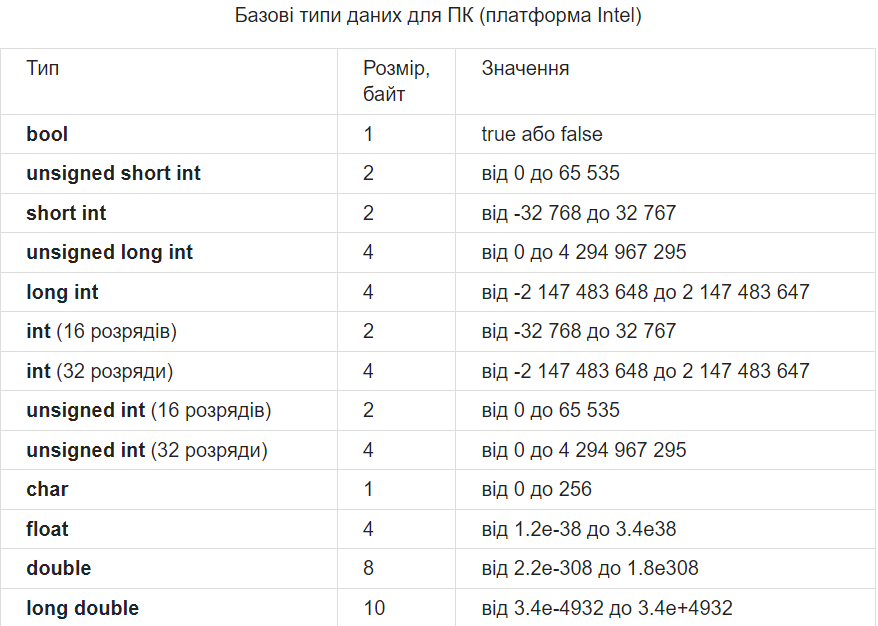 Базові типи даних для ПК (платформа Intel)
Тип Розмір, байт Значення
bool 1 true або false
unsigned short int 2 від 0 до 65 535
short int 2 від -32 768 до 32 767
unsigned long int 4 від 0 до 4 294 967 295
long int 4 від -2 147 483 648 до 2 147 483 647
int (16 розрядів) 2 від -32 768 до 32 767
int (32 розряди) 4 від -2 147 483 648 до 2 147 483 647
unsigned int (16 розрядів) 2 від 0 до 65 535
unsigned int (32 розряди) 4 від 0 до 4 294 967 295
char 1 від 0 до 256
float 4 від 1.2e-38 до 3.4e38
double 8 від 2.2e-308 до 1.8e308
long double 10 від 3.4e-4932 до 3.4e+4932